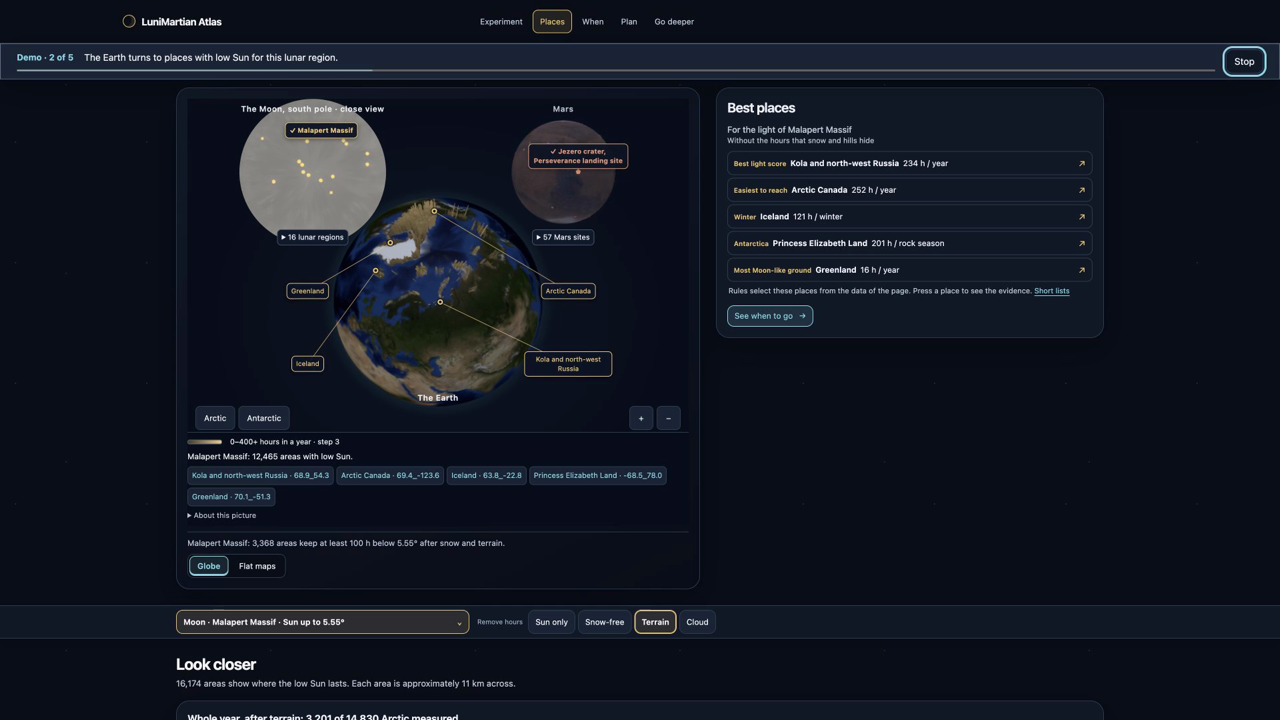 LuniMartian Atlas
Experiment
Places
When
Plan
Go deeper
Demo · 2 of 5
The Earth turns to places with low Sun for this lunar region.
Stop
The Moon, south pole · close view
✓ Malapert Massif
▶ 16 lunar regions
Mars
✓ Jezero crater,
Perseverance landing site
▶ 57 Mars sites
Greenland
Arctic Canada
Iceland
Kola and north-west
Russia
The Earth
Arctic
Antarctic
+
−
0–400+ hours in a year · step 3
Malapert Massif: 12,465 areas with low Sun.
Kola and north-west Russia · 68.9_54.3
Arctic Canada · 69.4_-123.6
Iceland · 63.8_-22.8
Princess Elizabeth Land · -68.5_78.0
Greenland · 70.1_-51.3
▶ About this picture
Malapert Massif: 3,368 areas keep at least 100 h below 5.55° after snow and terrain.
Globe
Flat maps
Best places
For the light of Malapert Massif
Without the hours that snow and hills hide
Best light score Kola and north-west Russia 234 h / year ↗
Easiest to reach Arctic Canada 252 h / year ↗
Winter Iceland 121 h / winter ↗
Antarctica Princess Elizabeth Land 201 h / rock season ↗
Most Moon-like ground Greenland 16 h / year ↗
Rules select these places from the data of the page. Press a place to see the evidence. Short lists
See when to go →
Moon · Malapert Massif · Sun up to 5.55°
Remove hours
Sun only
Snow-free
Terrain
Cloud
Look closer
16,174 areas show where the low Sun lasts. Each area is approximately 11 km across.
Whole year, after terrain: 3,201 of 14,830 Arctic measured